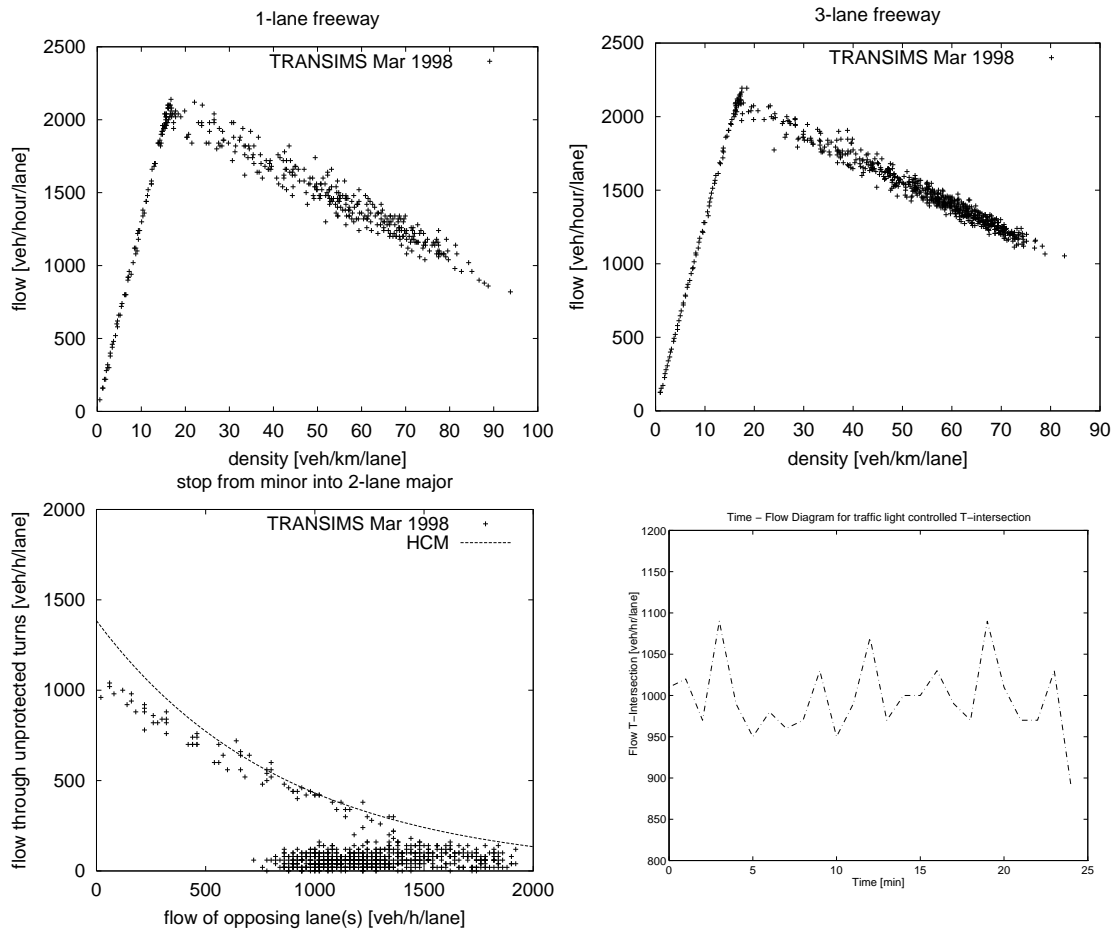 1-lane freeway
2500
2000
1500
1000
500
0
flow [veh/hour/lane]
TRANSIMS Mar 1998
0 10 20 30 40 50 60 70 80 90 100
density [veh/km/lane]
3-lane freeway
2500
2000
1500
1000
500
0
flow [veh/hour/lane]
TRANSIMS Mar 1998
0 10 20 30 40 50 60 70 80 90
density [veh/km/lane]
stop from minor into 2-lane major
2000
1500
1000
500
0
flow through unprotected turns [veh/h/lane]
TRANSIMS Mar 1998
HCM
0 500 1000 1500 2000
flow of opposing lane(s) [veh/h/lane]
Time − Flow Diagram for traffic light controlled T−intersection
1200
1150
1100
1050
1000
950
900
850
800
Flow T−Intersection [veh/hr/lane]
0 5 10 15 20 25
Time [min]